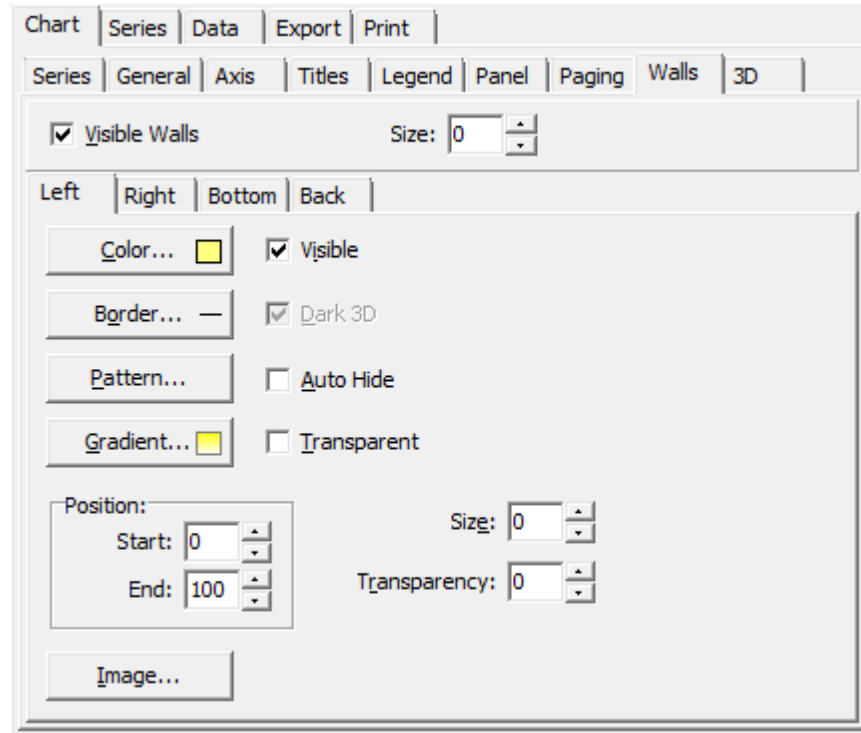 Chart Series Data Export Print
Series General Axis Titles Legend Panel Paging Walls 3D
Visible Walls Size: 0
Left Right Bottom Back
Color... Visible
Border... Dark 3D
Pattern... Auto Hide
Gradient... Transparent
Position:
Start: 0 Size: 0
End: 100 Transparency: 0
Image...